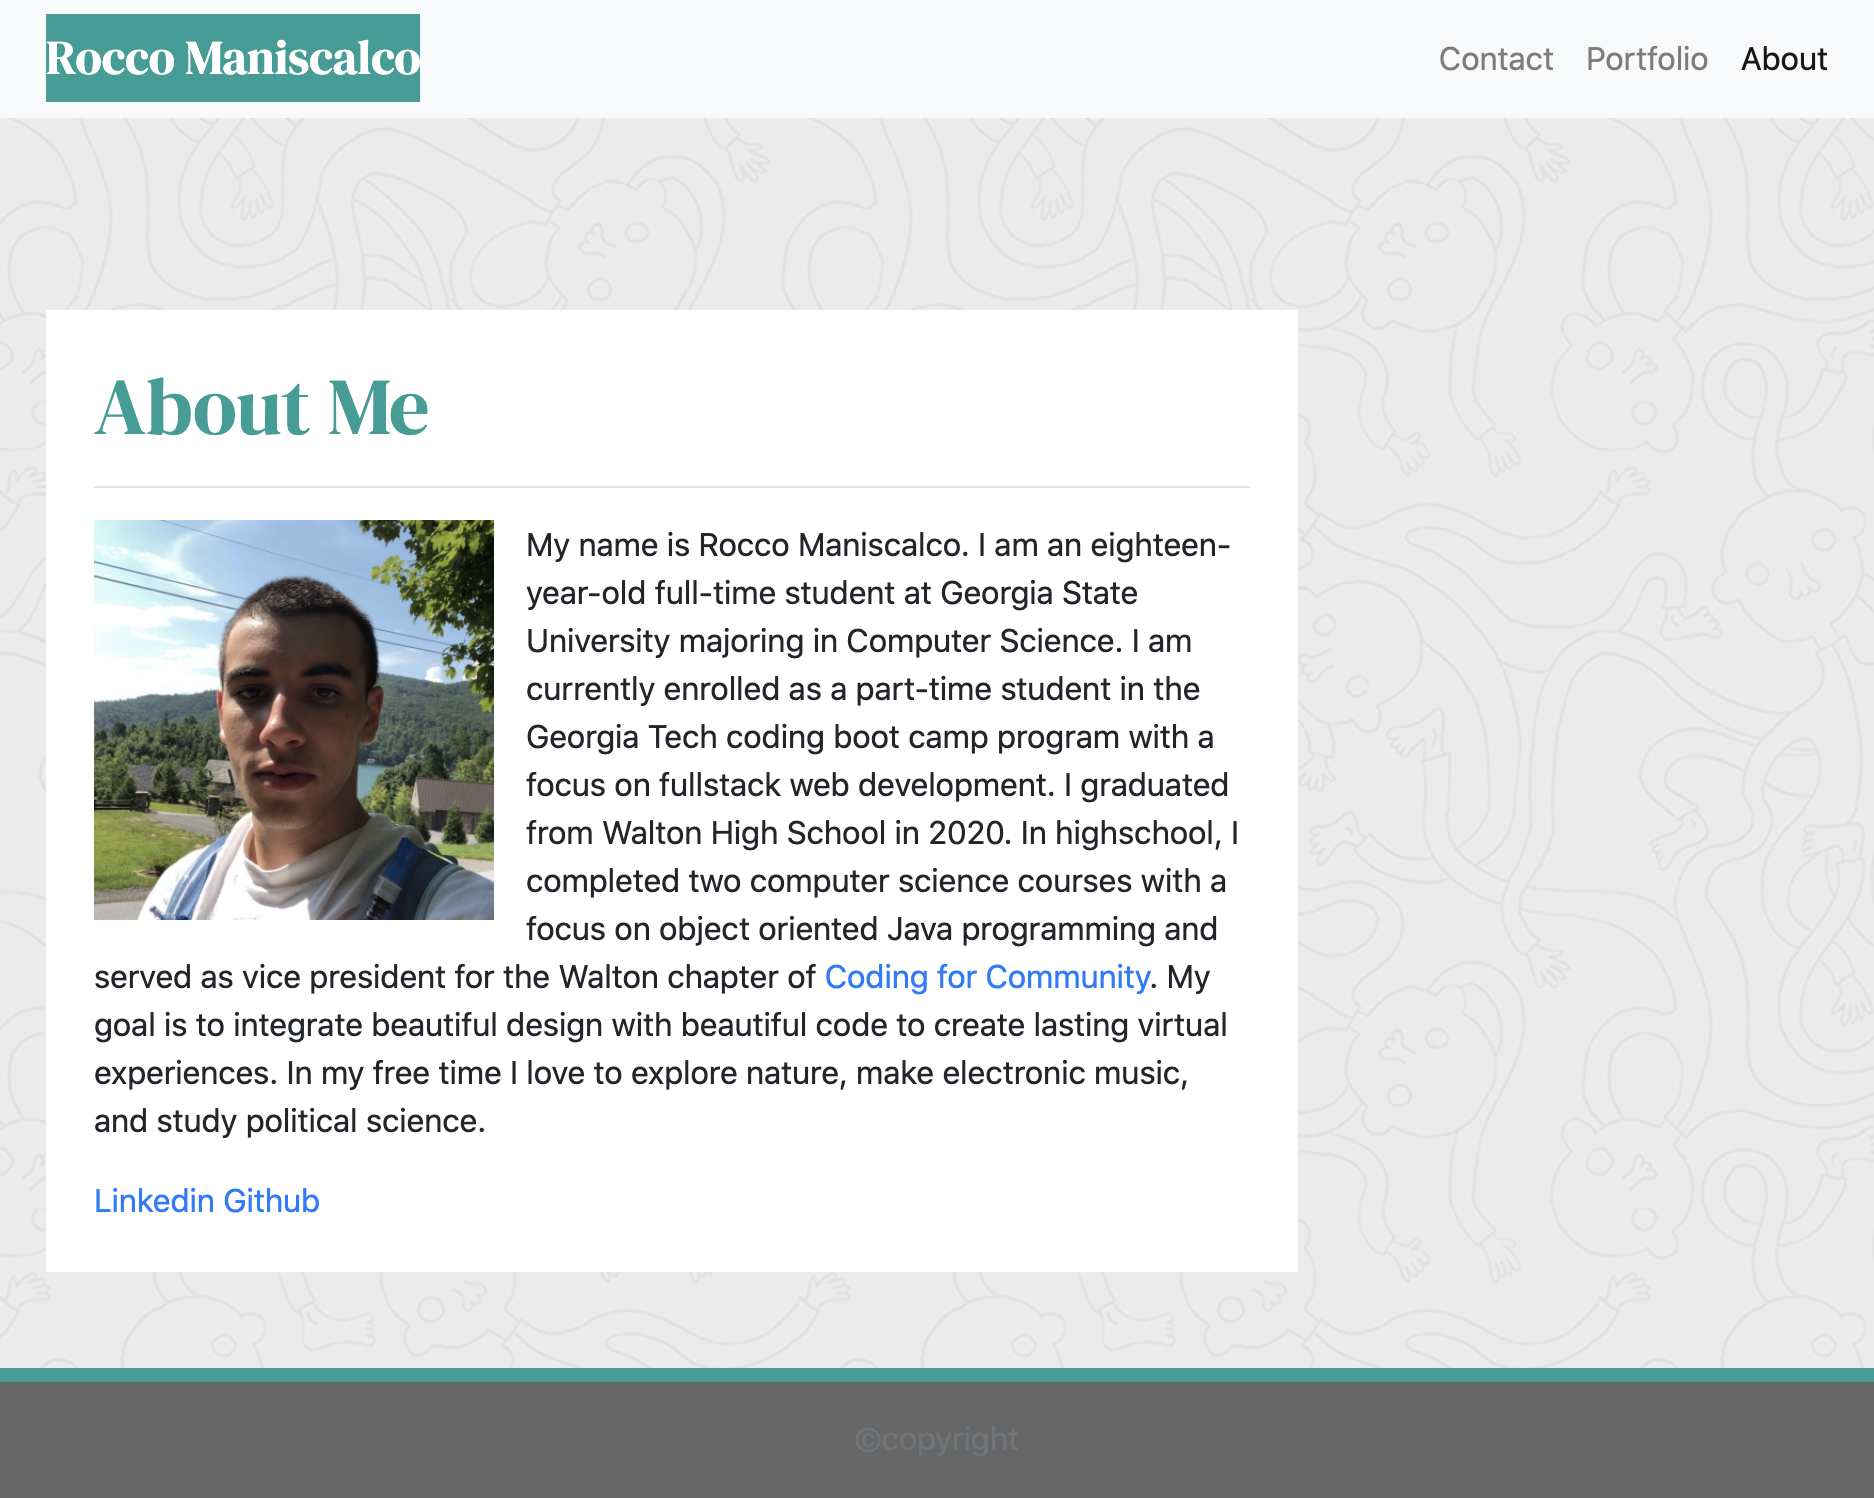 Rocco Maniscalco
Contact Portfolio About
About Me
My name is Rocco Maniscalco. I am an eighteen-
year-old full-time student at Georgia State
University majoring in Computer Science. I am
currently enrolled as a part-time student in the
Georgia Tech coding boot camp program with a
focus on fullstack web development. I graduated
from Walton High School in 2020. In highschool, I
completed two computer science courses with a
focus on object oriented Java programming and
served as vice president for the Walton chapter of Coding for Community. My
goal is to integrate beautiful design with beautiful code to create lasting virtual
experiences. In my free time I love to explore nature, make electronic music,
and study political science.
Linkedin Github
©copyright